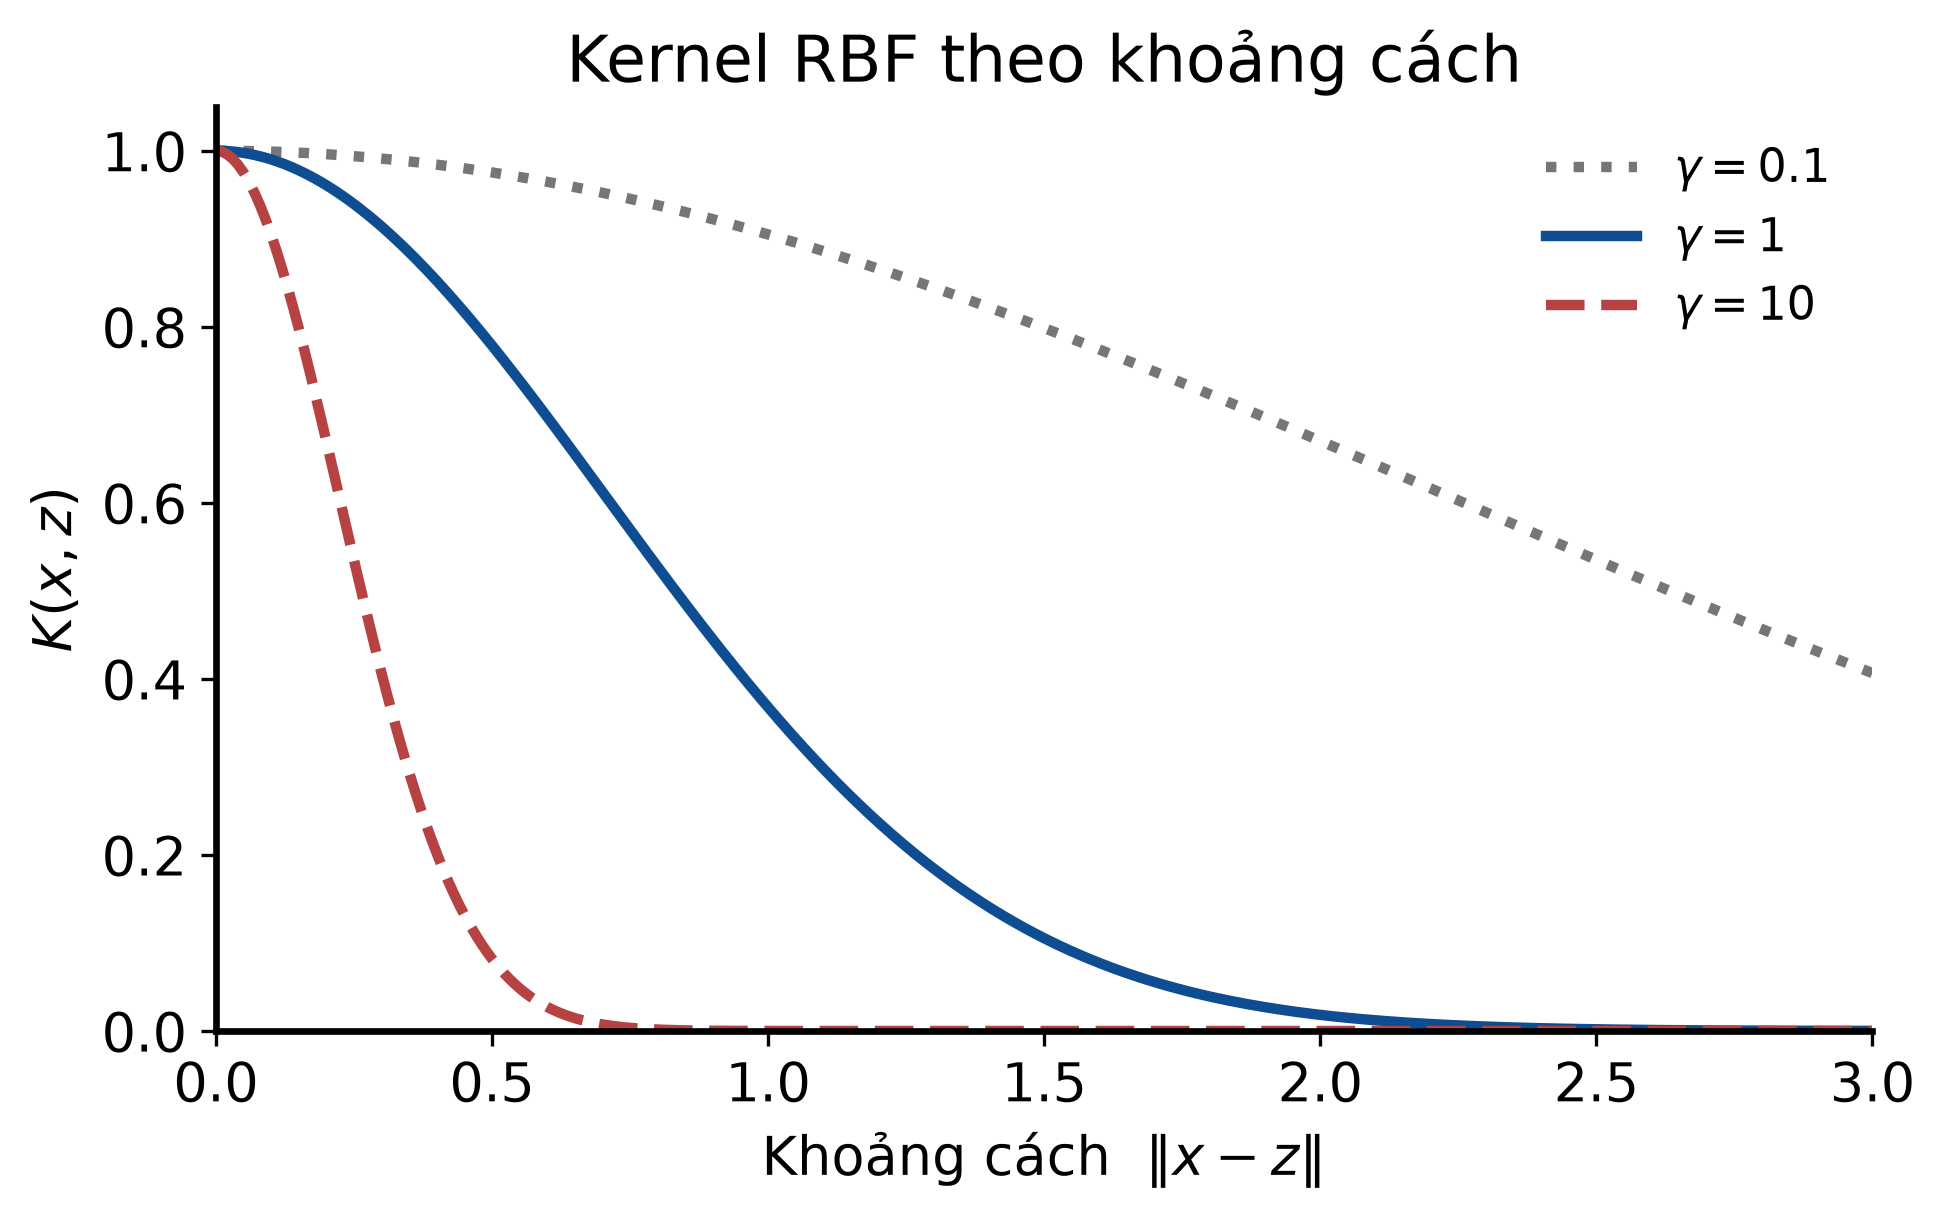 Kernel RBF theo khoảng cách
K(x, z)
1.0
0.8
0.6
0.4
0.2
0.0
γ = 0.1
γ = 1
γ = 10
0.0 0.5 1.0 1.5 2.0 2.5 3.0
Khoảng cách ‖x − z‖